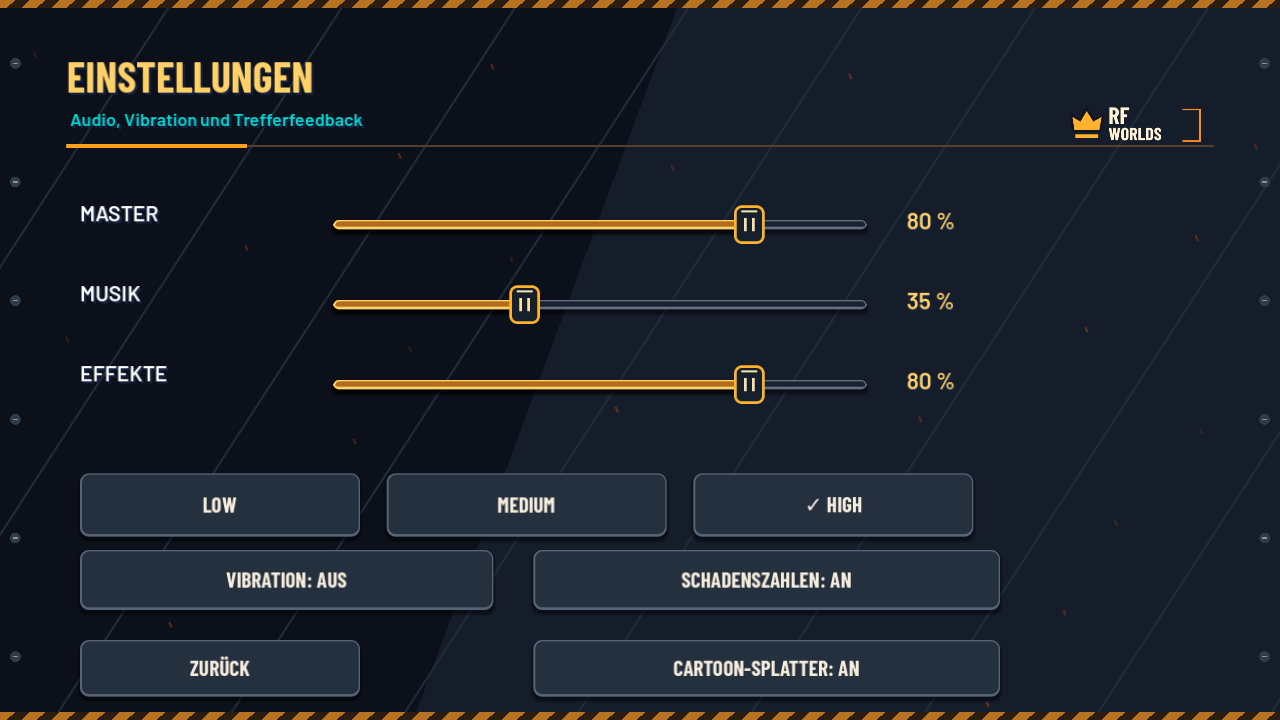 EINSTELLUNGEN
Audio, Vibration und Trefferfeedback
RF
WORLDS
MASTER
80 %
MUSIK
35 %
EFFEKTE
80 %
LOW
MEDIUM
✓ HIGH
VIBRATION: AUS
SCHADENSZAHLEN: AN
ZURÜCK
CARTOON-SPLATTER: AN